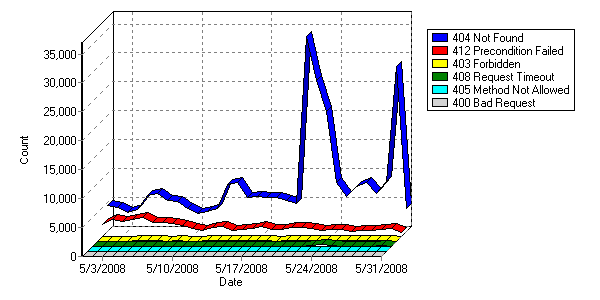 404 Not Found
412 Precondition Failed
403 Forbidden
408 Request Timeout
405 Method Not Allowed
400 Bad Request
Count
35,000
30,000
25,000
20,000
15,000
10,000
5,000
0
5/3/2008 5/10/2008 5/17/2008 5/24/2008 5/31/2008
Date